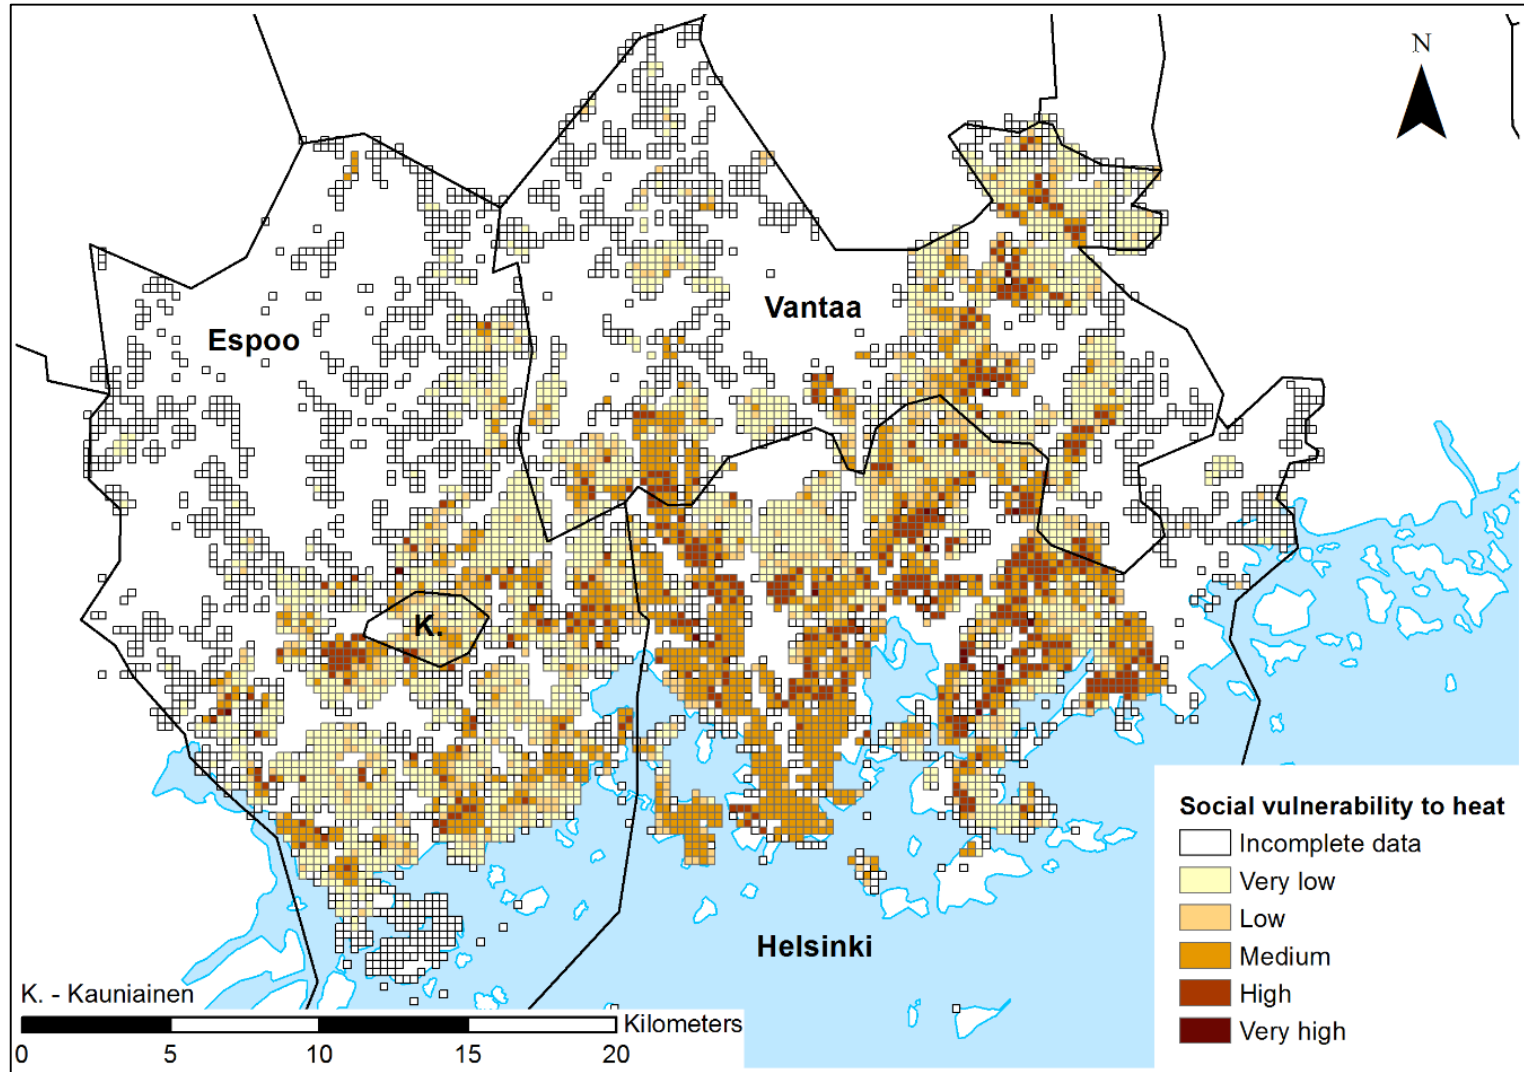 N
Vantaa
Espoo
K.
Social vulnerability to heat
Incomplete data
Very low
Low
Medium
High
Very high
Helsinki
K. - Kauniainen
Kilometers
0 5 10 15 20